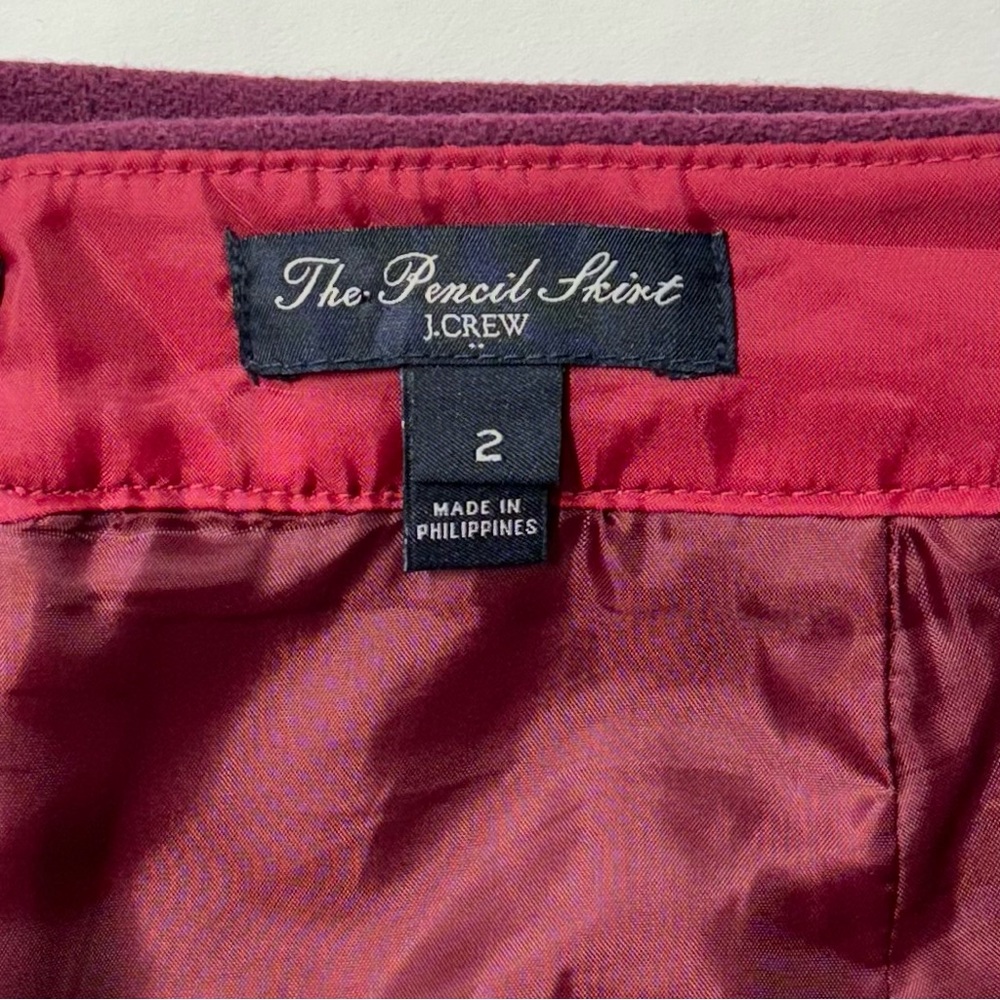 The Pencil Skirt
J.CREW
2
MADE IN
PHILIPPINES